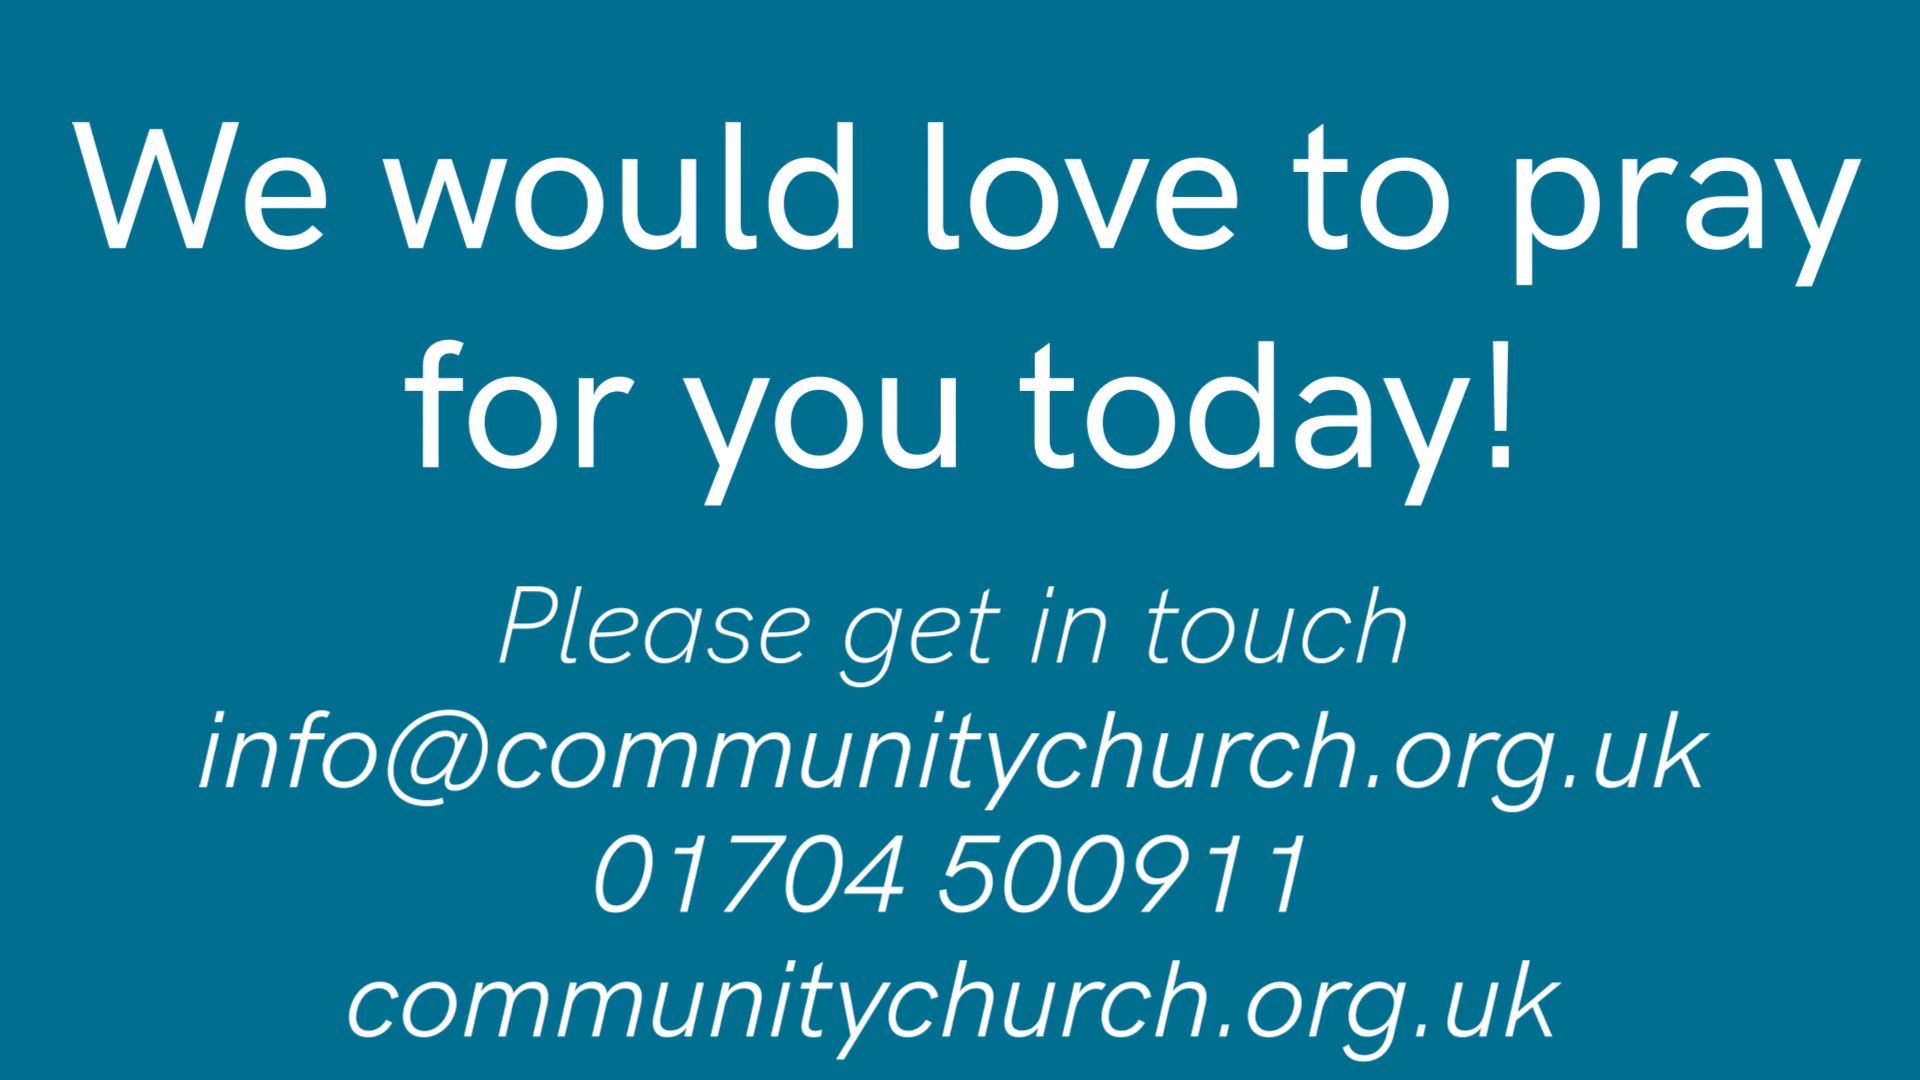 We would love to pray
for you today!
Please get in touch
info@communitychurch.org.uk
01704 500911
communitychurch.org.uk